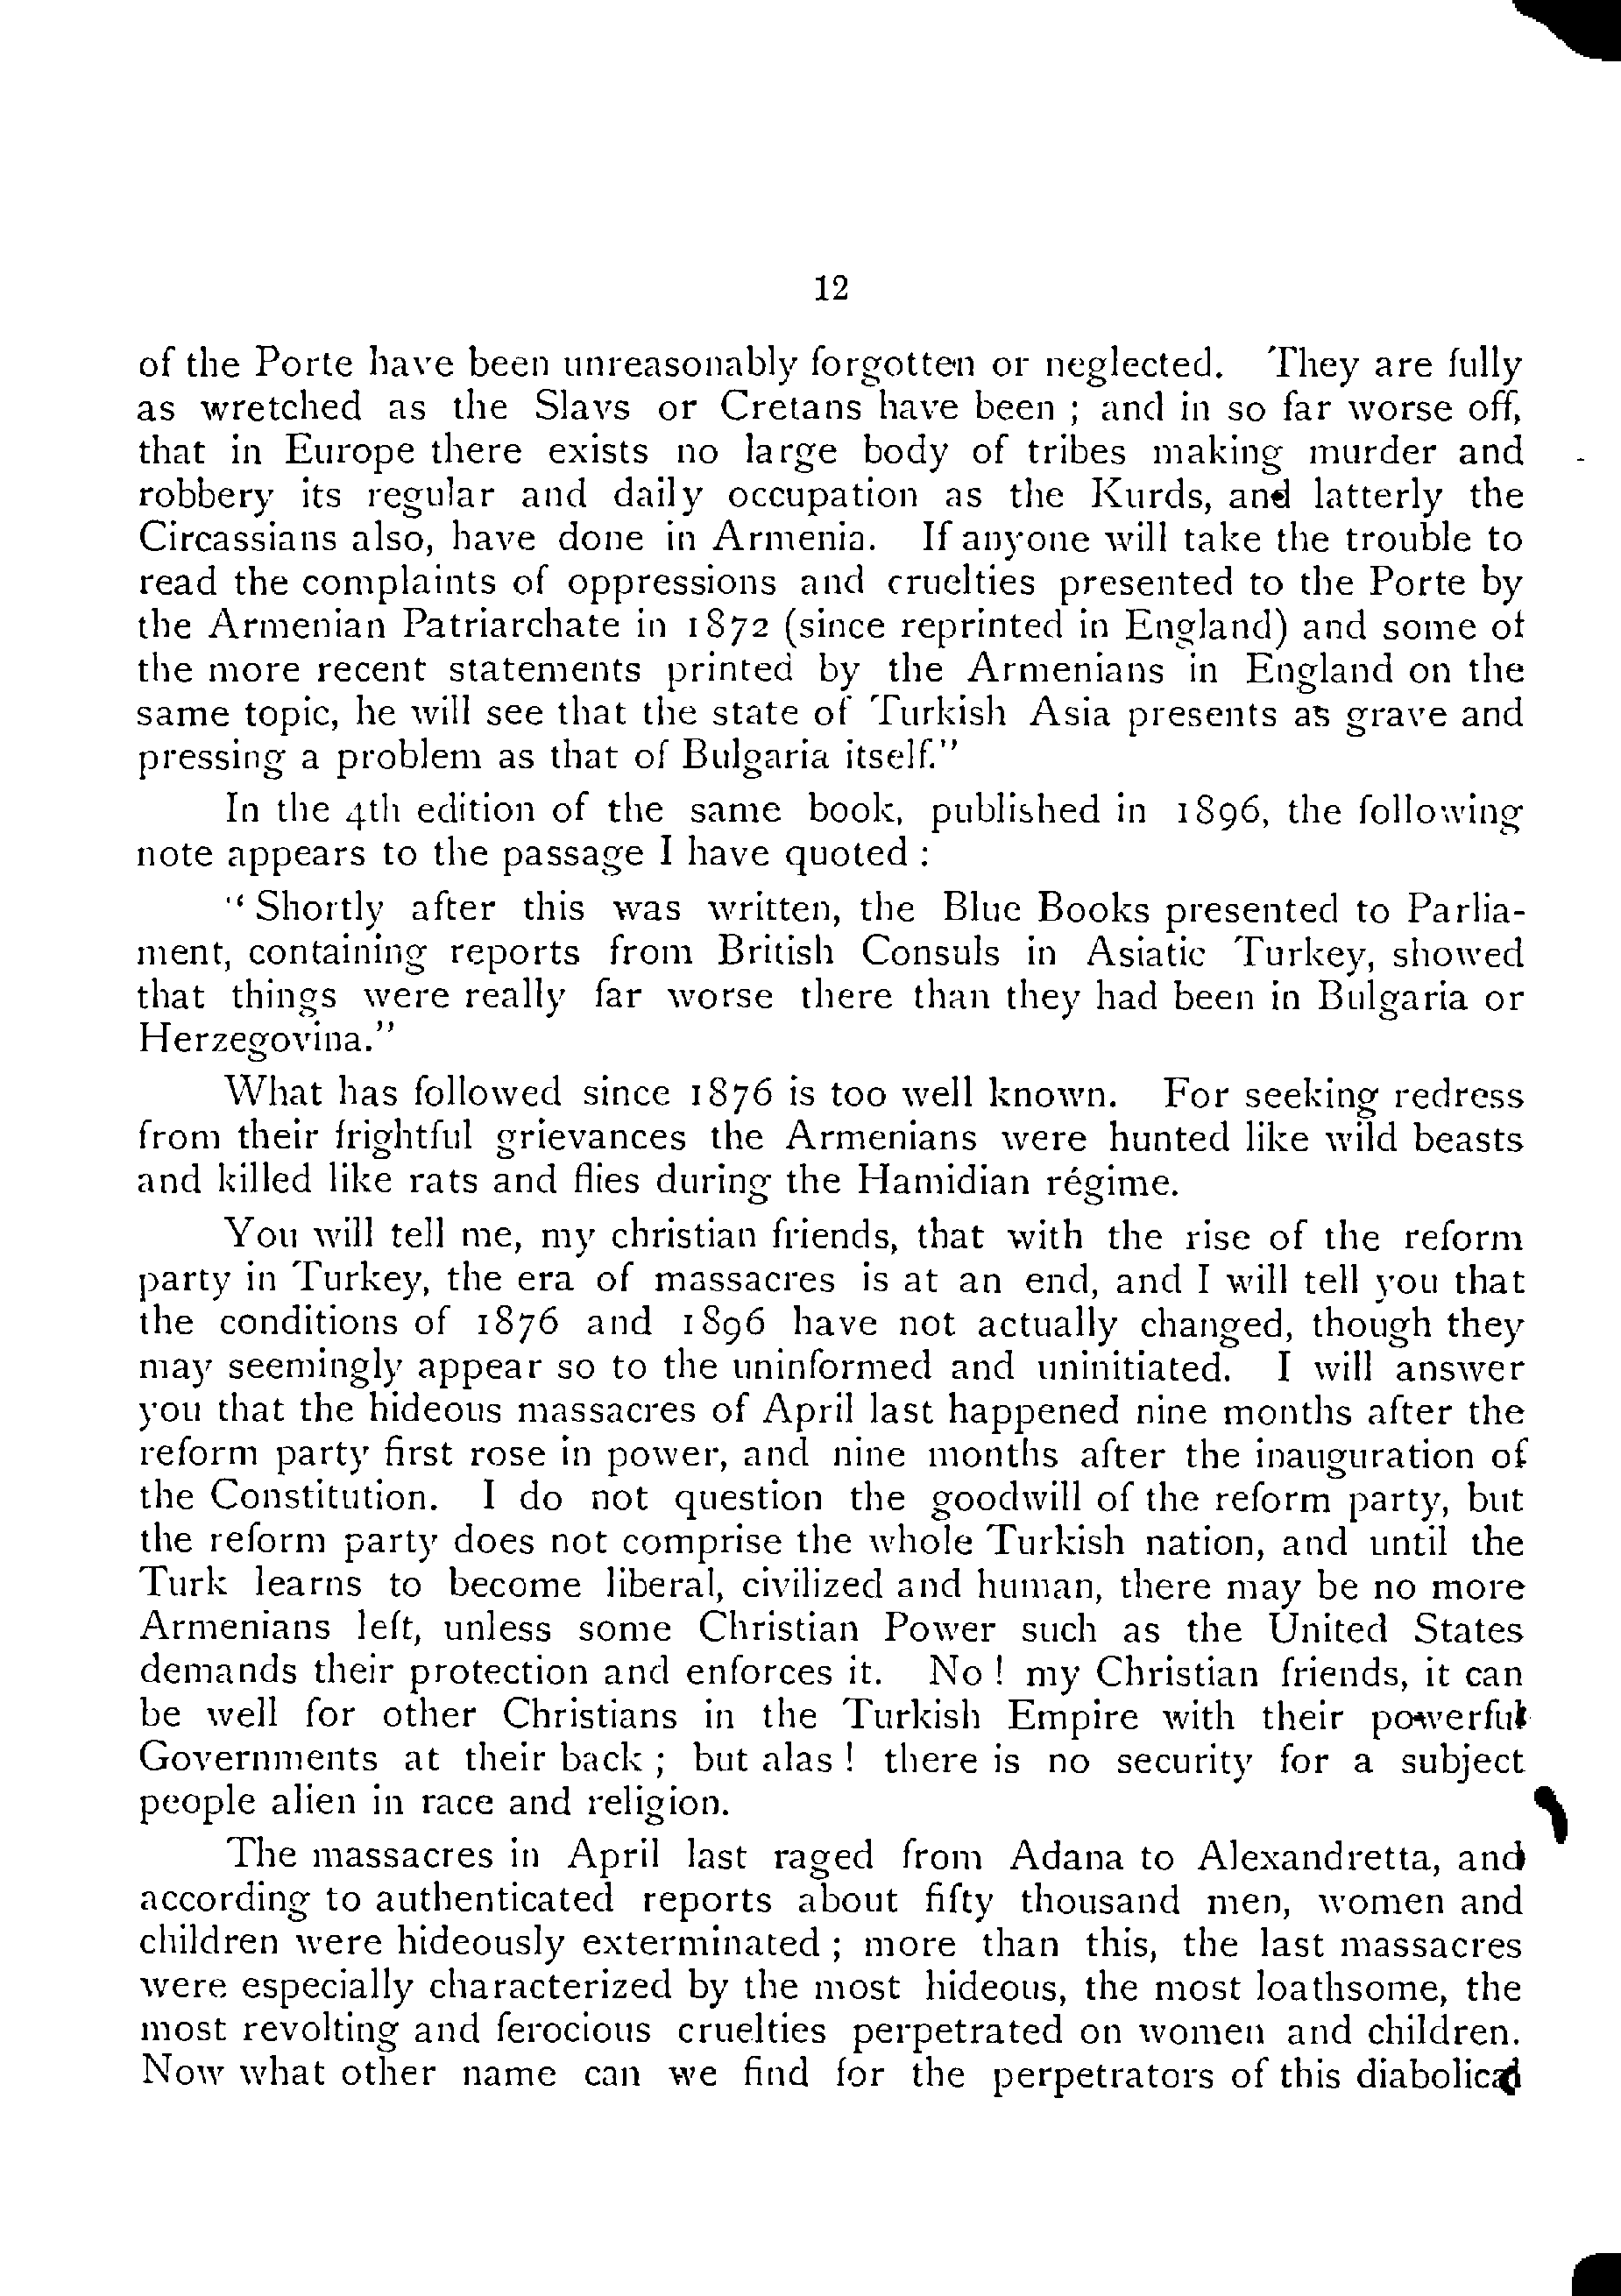 12
of the Porte have been unreasonably forgotten or neglected. They are fully
as wretched as the Slavs or Cretans have been ; and in so far worse off,
that in Europe there exists no large body of tribes making murder and
robbery its regular and daily occupation as the Kurds, and latterly the
Circassians also, have done in Armenia. If anyone will take the trouble to
read the complaints of oppressions and cruelties presented to the Porte by
the Armenian Patriarchate in 1872 (since reprinted in England) and some of
the more recent statements printed by the Armenians in England on the
same topic, he will see that the state of Turkish Asia presents as grave and
pressing a problem as that of Bulgaria itself."
In the 4th edition of the same book, published in 1896, the following
note appears to the passage I have quoted :
"Shortly after this was written, the Blue Books presented to Parlia-
ment, containing reports from British Consuls in Asiatic Turkey, showed
that things were really far worse there than they had been in Bulgaria or
Herzegovina."
What has followed since 1876 is too well known. For seeking redress
from their frightful grievances the Armenians were hunted like wild beasts
and killed like rats and flies during the Hamidian régime.
You will tell me, my christian friends, that with the rise of the reform
party in Turkey, the era of massacres is at an end, and I will tell you that
the conditions of 1876 and 1896 have not actually changed, though they
may seemingly appear so to the uninformed and uninitiated. I will answer
you that the hideous massacres of April last happened nine months after the
reform party first rose in power, and nine months after the inauguration of
the Constitution. I do not question the goodwill of the reform party, but
the reform party does not comprise the whole Turkish nation, and until the
Turk learns to become liberal, civilized and human, there may be no more
Armenians left, unless some Christian Power such as the United States
demands their protection and enforces it. No ! my Christian friends, it can
be well for other Christians in the Turkish Empire with their powerful
Governments at their back ; but alas ! there is no security for a subject
people alien in race and religion.
The massacres in April last raged from Adana to Alexandretta, and
according to authenticated reports about fifty thousand men, women and
children were hideously exterminated ; more than this, the last massacres
were especially characterized by the most hideous, the most loathsome, the
most revolting and ferocious cruelties perpetrated on women and children.
Now what other name can we find for the perpetrators of this diabolical